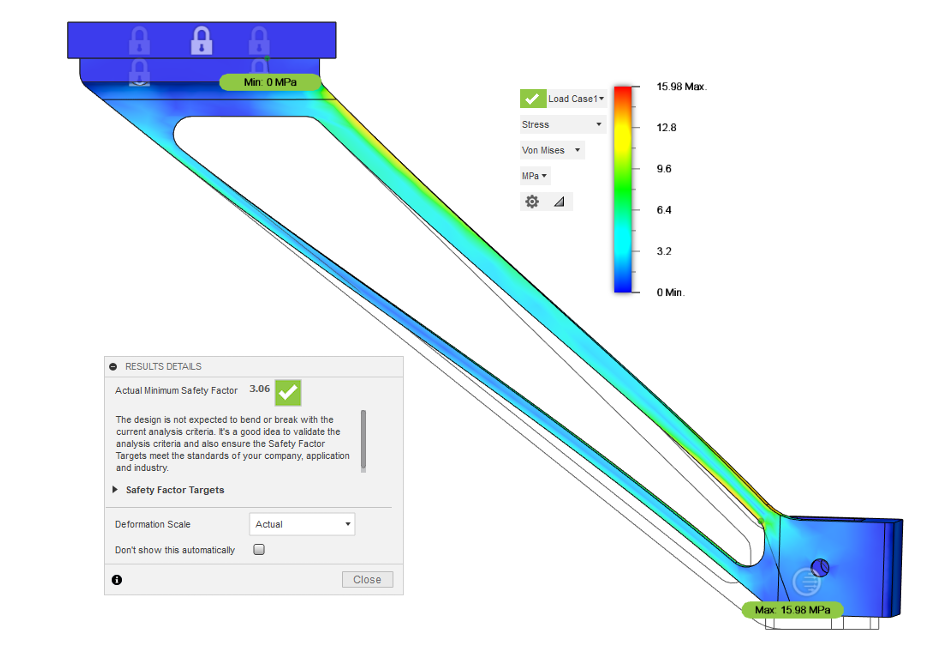 Min: 0 MPa
Load Case1
Stress
Von Mises
MPa
15.98 Max.
12.8
9.6
6.4
3.2
0 Min.
RESULTS DETAILS
Actual Minimum Safety Factor 3.06
The design is not expected to bend or break with the
current analysis criteria. It's a good idea to validate the
analysis criteria and also ensure the Safety Factor
Targets meet the standards of your company, application
and industry.
Safety Factor Targets
Deformation Scale Actual
Don't show this automatically
Close
Max: 15.98 MPa